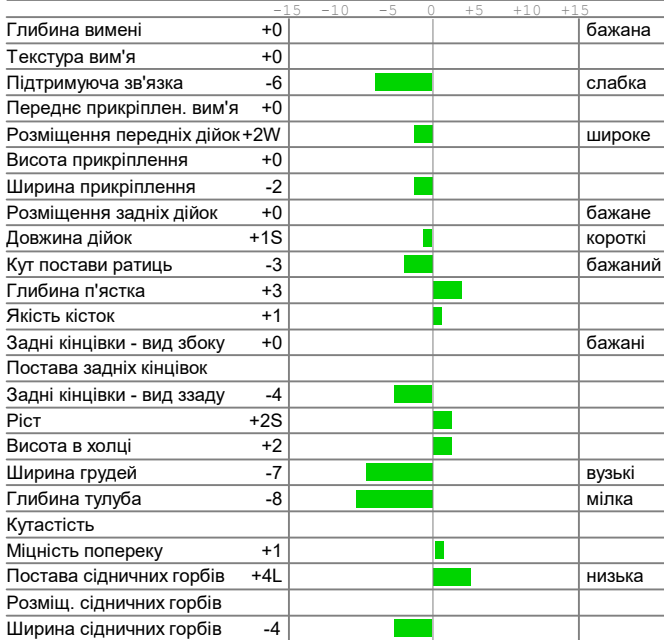 -15 -10 -5 0 +5 +10 +15
Глибина вимені +0 бажана
Текстура вим'я +0
Підтримуюча зв'язка -6 слабка
Переднє прикріплен. вим'я +0
Розміщення передніх дійок +2W широке
Висота прикріплення +0
Ширина прикріплення -2
Розміщення задніх дійок +0 бажане
Довжина дійок +1S короткі
Кут постави ратиць -3 бажаний
Глибина п'ястка +3
Якість кісток +1
Задні кінцівки - вид збоку +0 бажані
Постава задніх кінцівок
Задні кінцівки - вид ззаду -4
Ріст +2S
Висота в холці +2
Ширина грудей -7 вузькі
Глибина тулуба -8 мілка
Кутастість
Міцність попереку +1
Постава сідничних горбів +4L низька
Розміщ. сідничних горбів
Ширина сідничних горбів -4